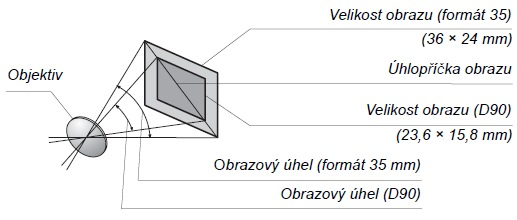 Velikost obrazu (formát 35)
(36 × 24 mm)
Objektiv
Úhlopříčka obrazu
Velikost obrazu (D90)
(23,6 × 15,8 mm)
Obrazový úhel (formát 35 mm)
Obrazový úhel (D90)